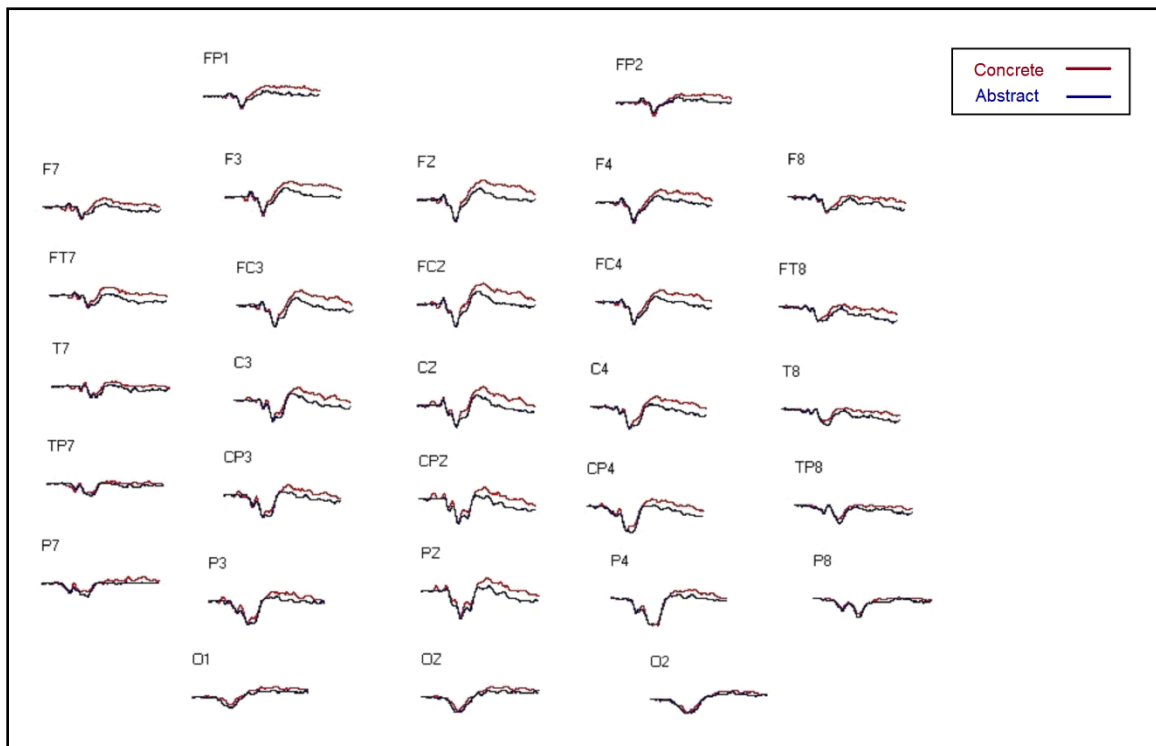 FP1
FP2
Concrete
Abstract
F7
F3
FZ
F4
F8
FT7
FC3
FCZ
FC4
FT8
T7
C3
CZ
C4
T8
TP7
CP3
CPZ
CP4
TP8
P7
P3
PZ
P4
P8
O1
OZ
O2